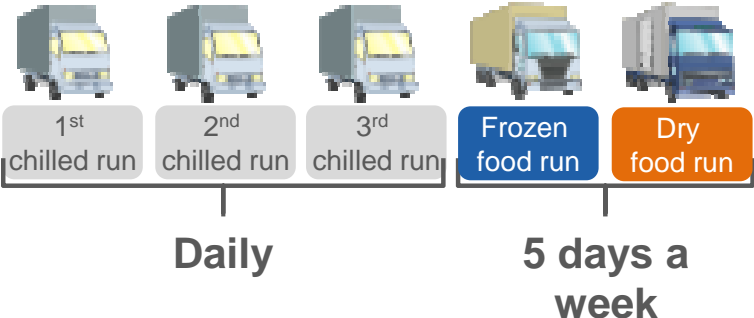 1st
chilled run
2nd
chilled run
3rd
chilled run
Frozen
food run
Dry
food run
Daily
5 days a
week